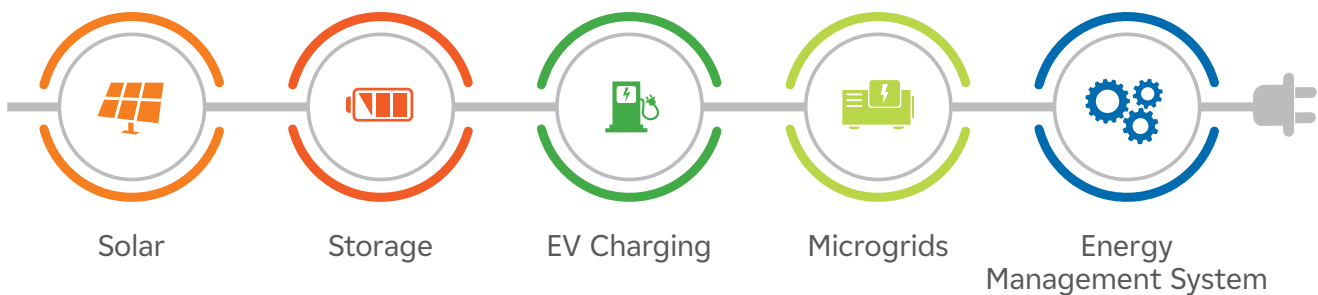 Solar
Storage
EV Charging
Microgrids
Energy
Management System